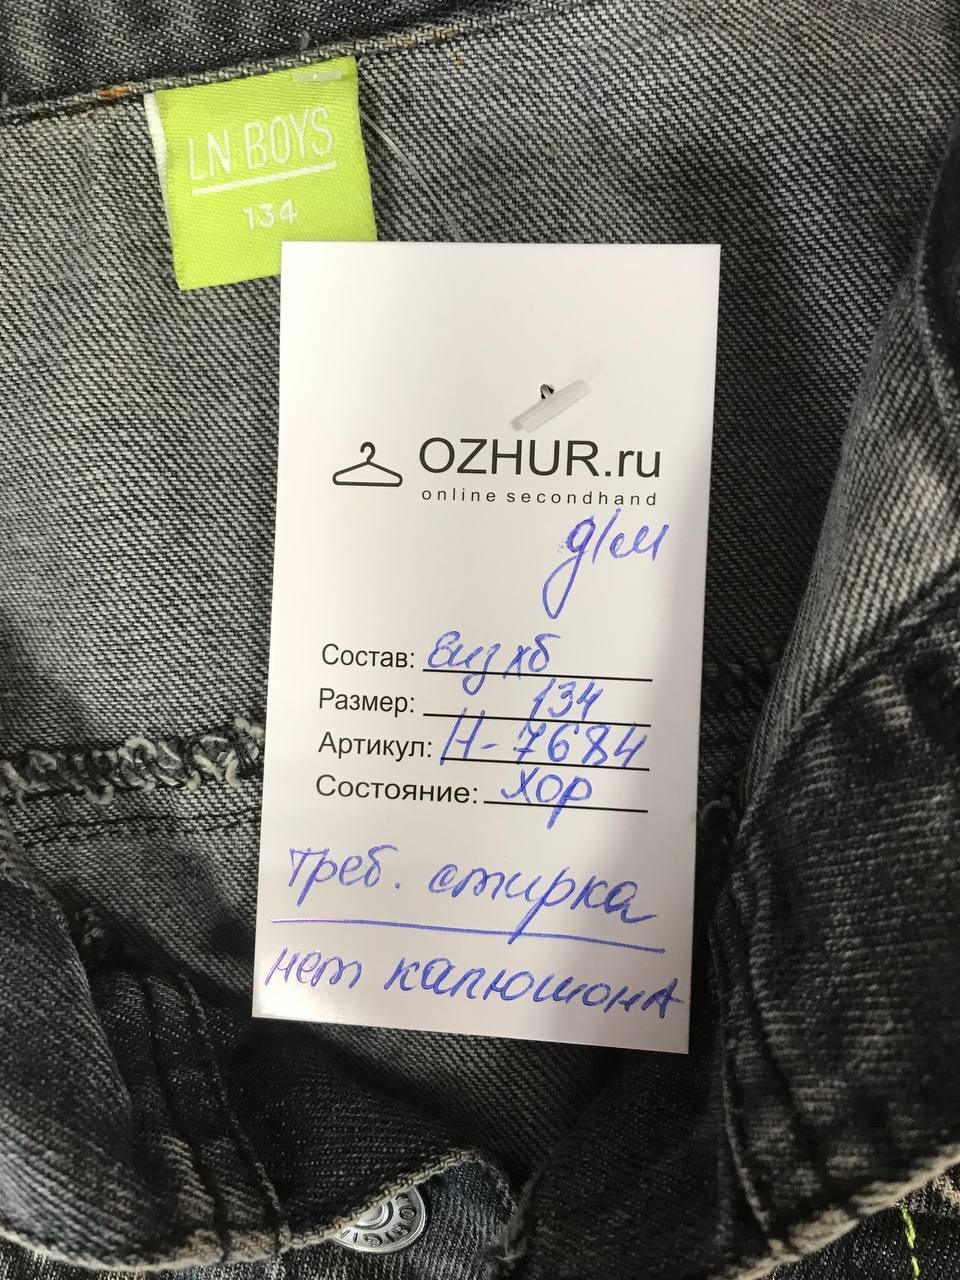 LN BOYS
134
OZHUR.ru
online secondhand
д/м
Состав: виз хб
Размер: 134
Артикул: Н-7684
Состояние: хор
треб. стирка
нет капюшона